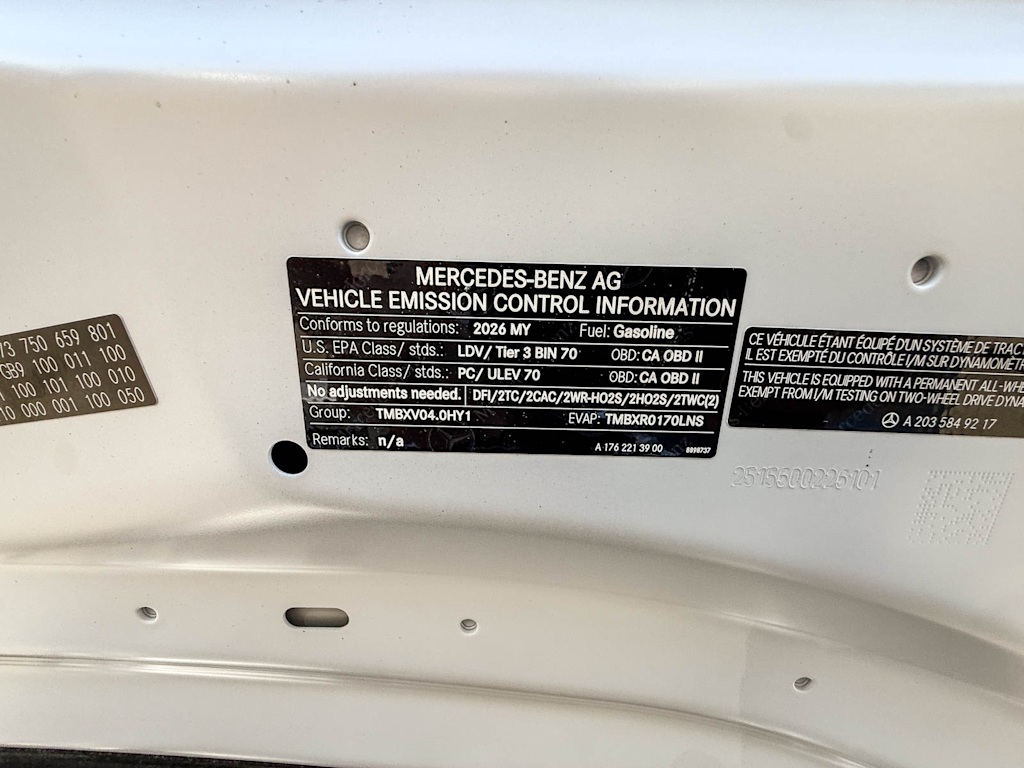 73 750 659 801
CB9 100 011 100
100 101 100 010
10 000 001 100 050
MERCEDES-BENZ AG
VEHICLE EMISSION CONTROL INFORMATION
Conforms to regulations: 2026 MY Fuel: Gasoline
U.S. EPA Class/ stds.: LDV/ Tier 3 BIN 70 OBD: CA OBD II
California Class/ stds.: PC/ ULEV 70 OBD: CA OBD II
No adjustments needed. DFI/2TC/2CAC/2WR-HO2S/2HO2S/2TWC(2)
Group: TMBXV04.0HY1 EVAP: TMBXR0170LNS
Remarks: n/a A 176 221 39 00 8898737
CE VÉHICULE ÉTANT ÉQUIPÉ D'UN SYSTÈME DE TRAC
IL EST EXEMPTÉ DU CONTRÔLE I/M SUR DYNAMOMÈTR
THIS VEHICLE IS EQUIPPED WITH A PERMANENT ALL-WHE
EXEMPT FROM I/M TESTING ON TWO-WHEEL DRIVE DYNA
A 203 584 92 17
2515500226101